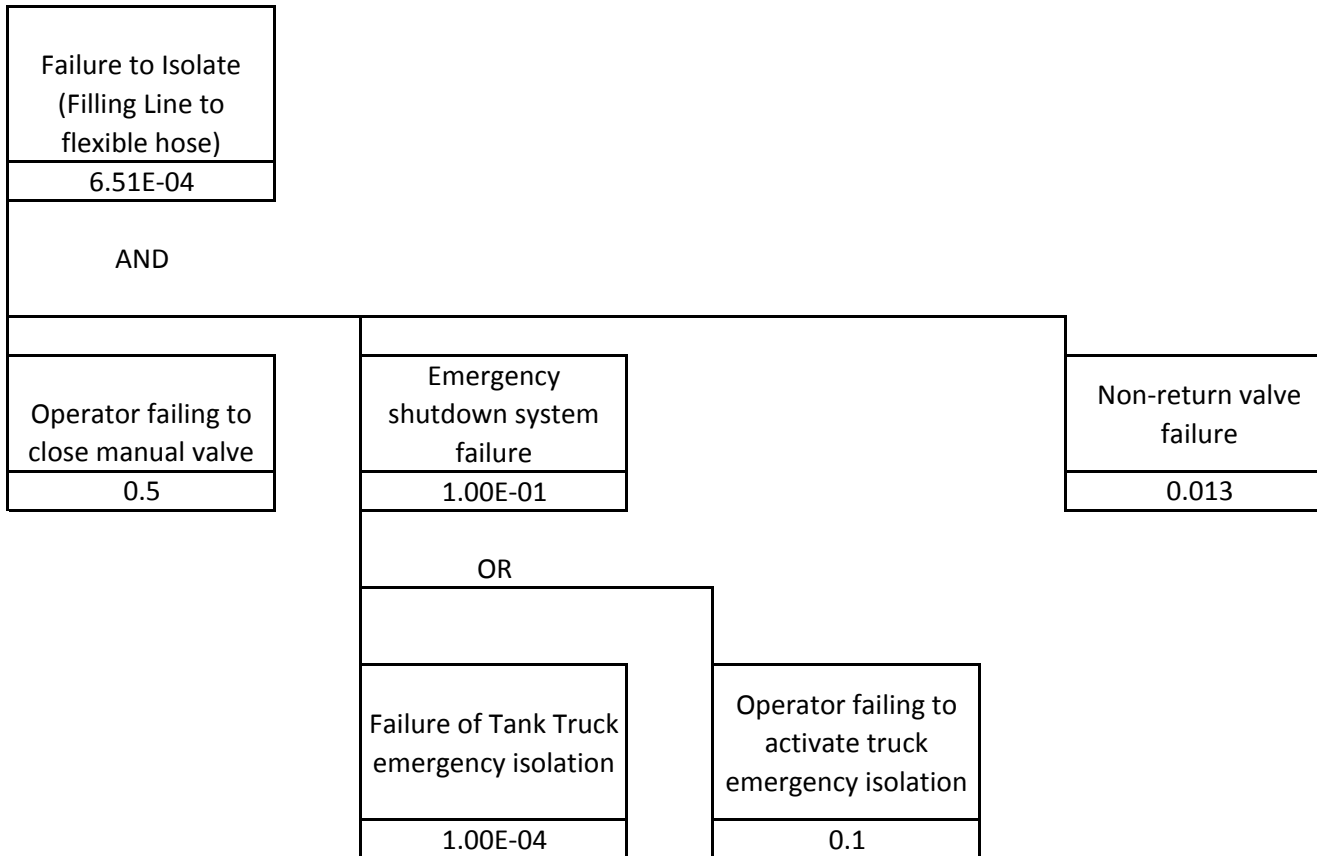 Failure to Isolate
(Filling Line to
flexible hose)
6.51E-04
AND
Operator failing to
close manual valve
0.5
Emergency
shutdown system
failure
1.00E-01
Non-return valve
failure
0.013
OR
Failure of Tank Truck
emergency isolation
1.00E-04
Operator failing to
activate truck
emergency isolation
0.1